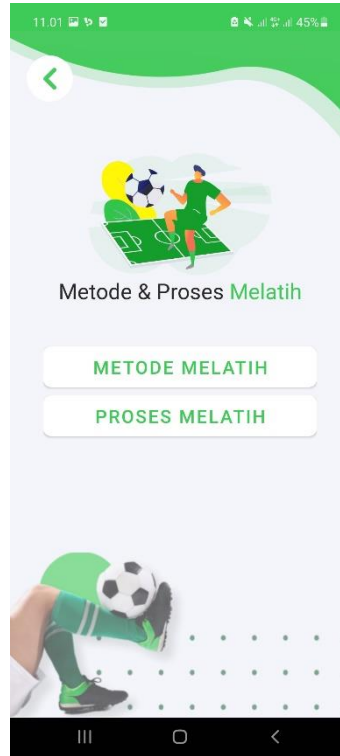 11.01 45%
Metode & Proses Melatih
METODE MELATIH
PROSES MELATIH